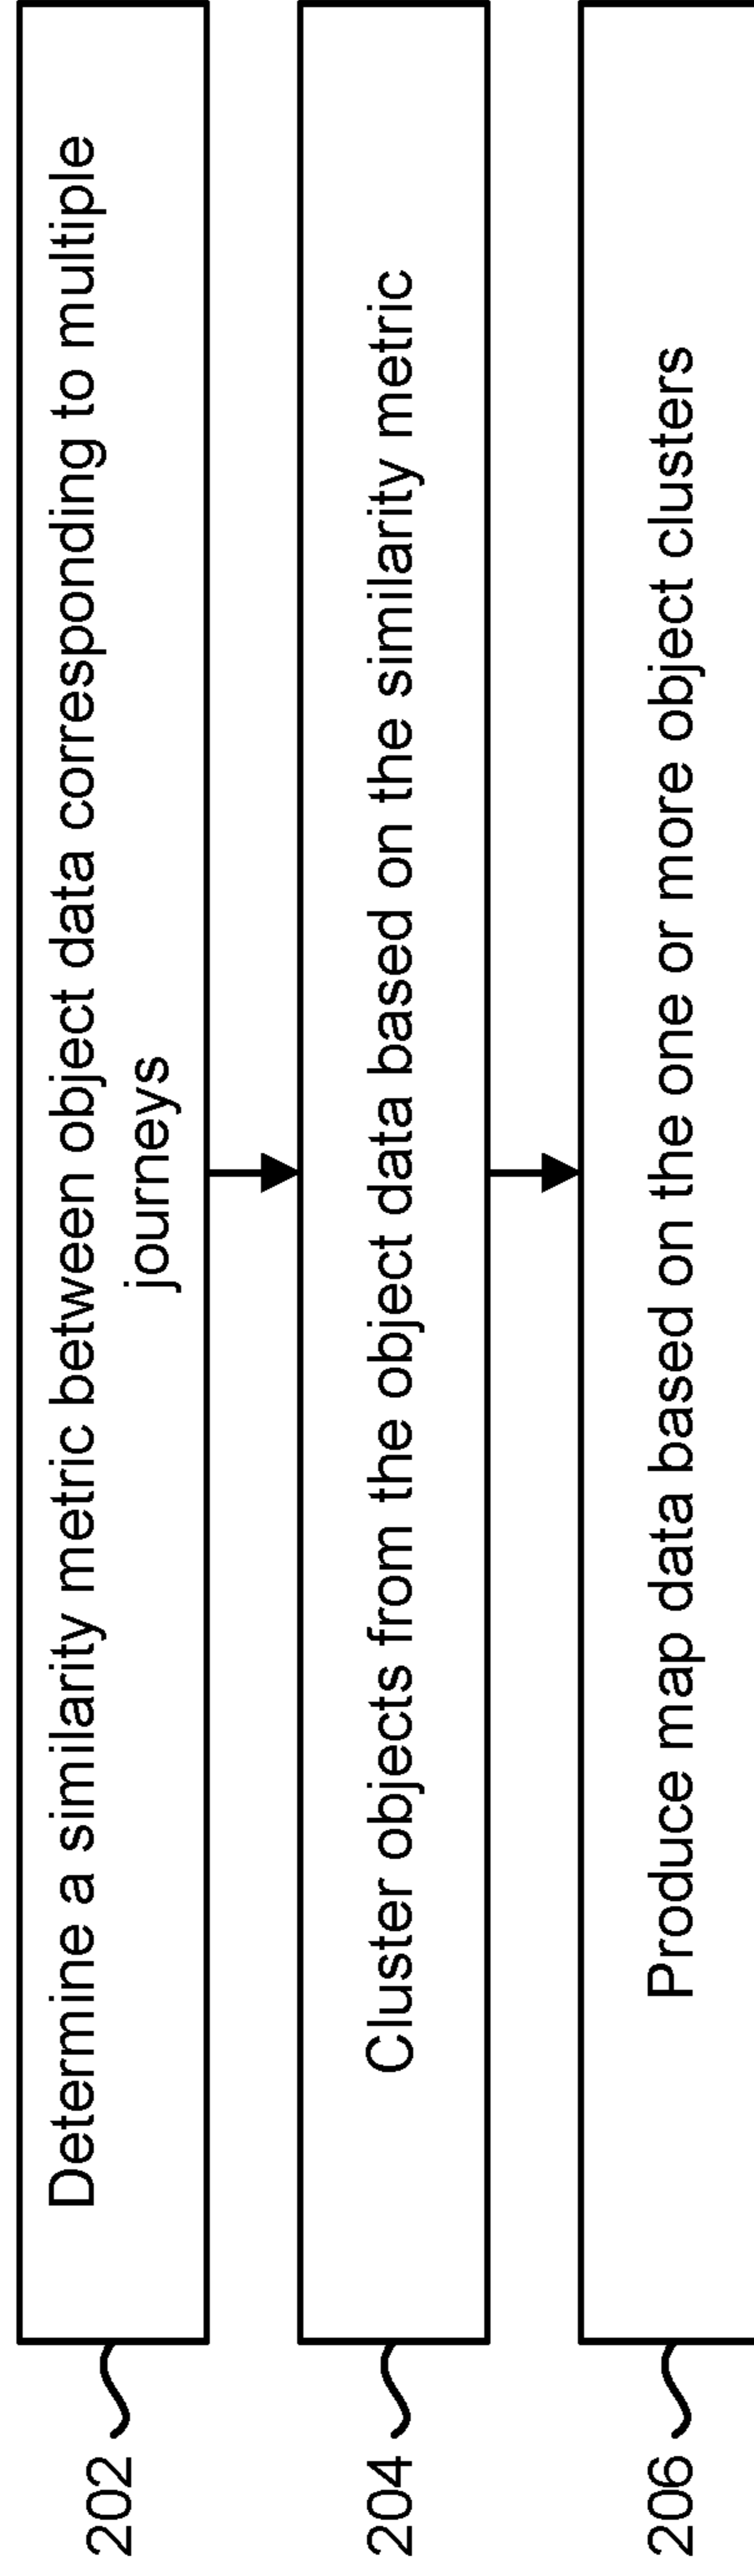 202
Determine a similarity metric between object data corresponding to multiple
journeys
204
Cluster objects from the object data based on the similarity metric
206
Produce map data based on the one or more object clusters